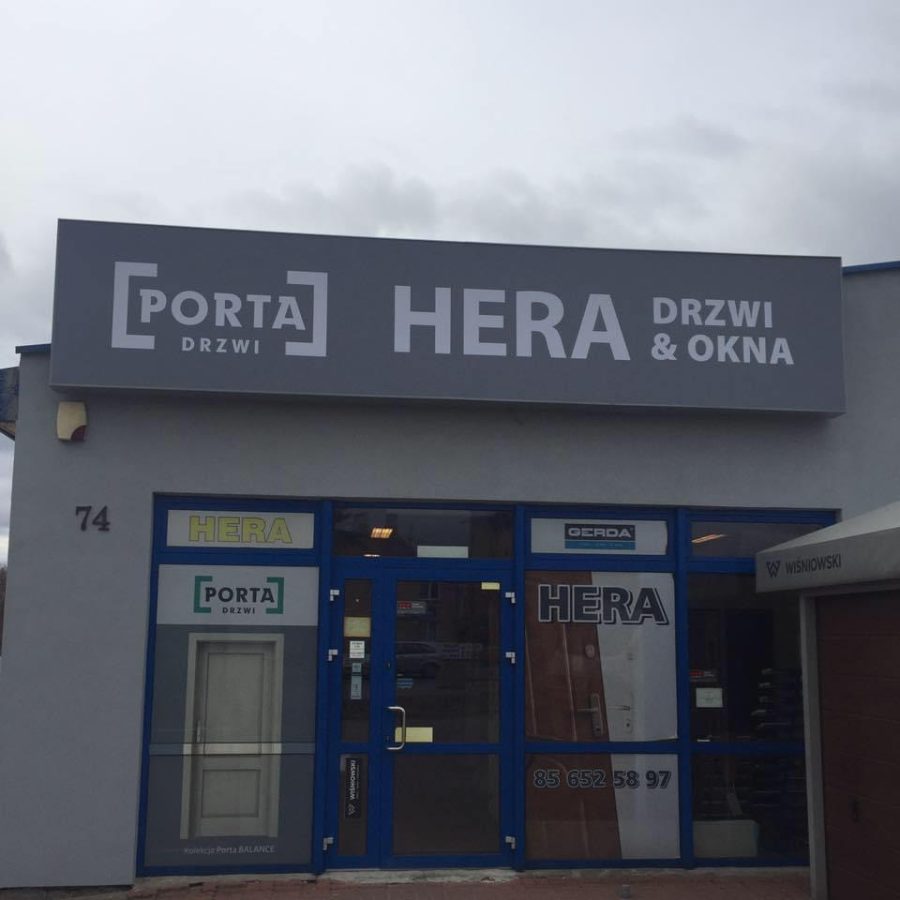 PORTA
DRZWI
HERA
DRZWI
& OKNA
74
HERA
GERDA
PORTA
DRZWI
HERA
WIŚNIOWSKI
WIŚNIOWSKI
85 652 58 97
Kolekcja Porta BALANCE